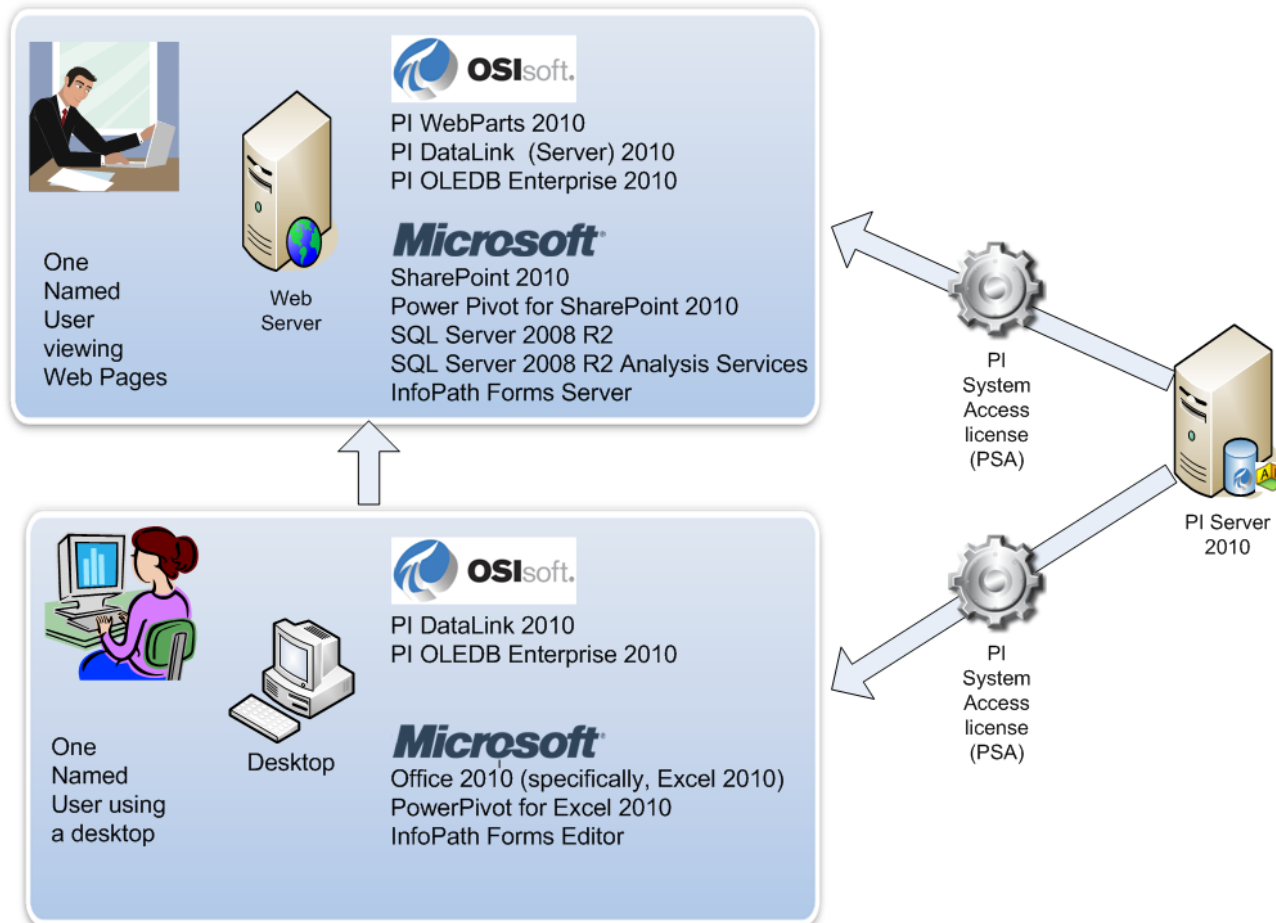 OSIsoft.
PI WebParts 2010
PI DataLink (Server) 2010
PI OLEDB Enterprise 2010
Microsoft
SharePoint 2010
Power Pivot for SharePoint 2010
SQL Server 2008 R2
SQL Server 2008 R2 Analysis Services
InfoPath Forms Server
One
Named
User
viewing
Web Pages
Web
Server
PI
System
Access
license
(PSA)
A
PI Server
2010
OSIsoft.
PI DataLink 2010
PI OLEDB Enterprise 2010
Microsoft
Office 2010 (specifically, Excel 2010)
PowerPivot for Excel 2010
InfoPath Forms Editor
One
Named
User using
a desktop
Desktop
PI
System
Access
license
(PSA)